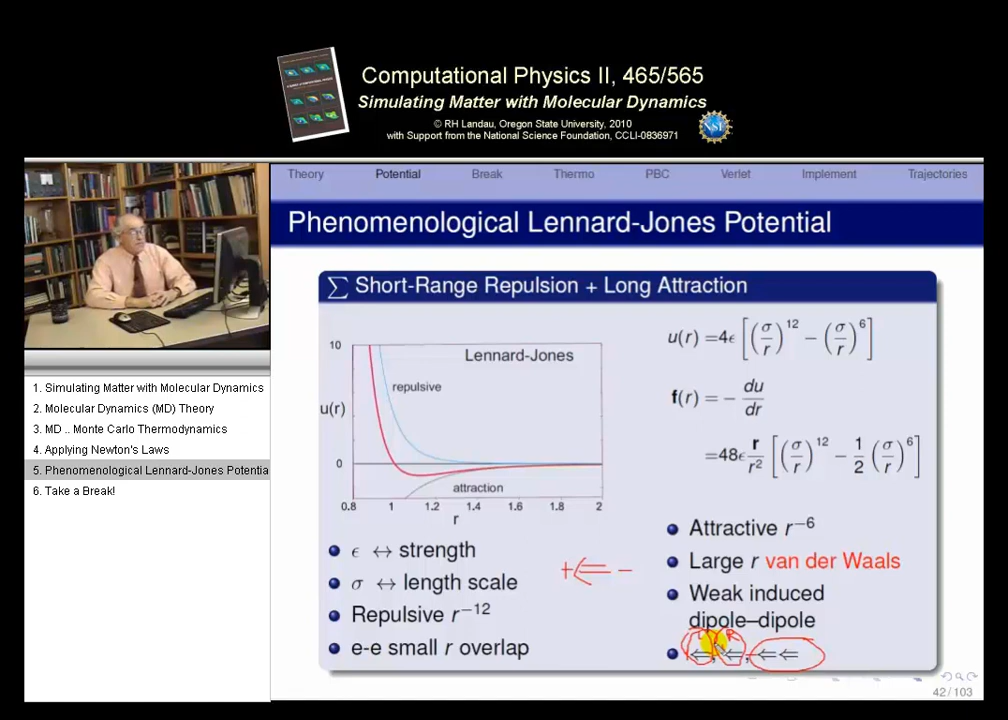 Computational Physics II, 465/565
Simulating Matter with Molecular Dynamics
© RH Landau, Oregon State University, 2010
with Support from the National Science Foundation, CCLI-0836971
NSF
Theory Potential Break Thermo PBC Verlet Implement Trajectories
Phenomenological Lennard-Jones Potential
∑ Short-Range Repulsion + Long Attraction
10
Lennard-Jones
repulsive
u(r)
0
attraction
0.8 1 1.2 1.4 1.6 1.8 2
r
ϵ ↔ strength
σ ↔ length scale
Repulsive r⁻¹²
e-e small r overlap
u(r) =4ϵ [(σ/r)¹² − (σ/r)⁶]
f(r) = − du/dr
=48ϵ r/r² [(σ/r)¹² − 1/2 (σ/r)⁶]
Attractive r⁻⁶
Large r van der Waals
Weak induced
dipole–dipole
⇐, ⇐, ⇐⇐
+⇐ −
1. Simulating Matter with Molecular Dynamics
2. Molecular Dynamics (MD) Theory
3. MD .. Monte Carlo Thermodynamics
4. Applying Newton's Laws
5. Phenomenological Lennard-Jones Potentia
6. Take a Break!
42/103